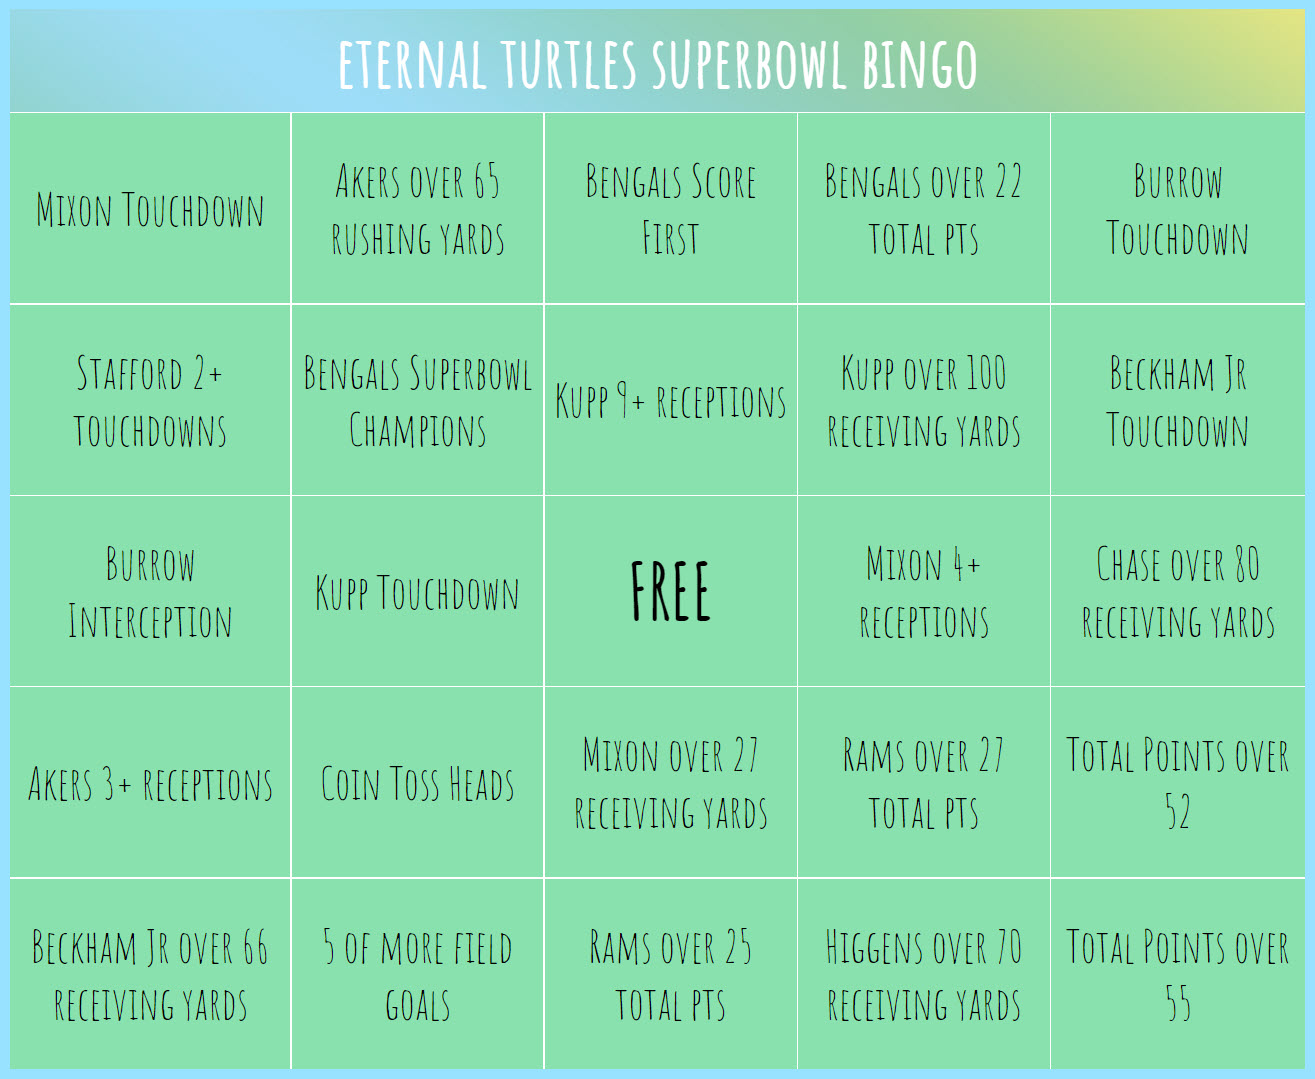 ETERNAL TURTLES SUPERBOWL BINGO
Mixon Touchdown
Akers over 65
rushing yards
Bengals Score
First
Bengals over 22
total pts
Burrow
Touchdown
Stafford 2+
touchdowns
Bengals Superbowl
Champions
Kupp 9+ receptions
Kupp over 100
receiving yards
Beckham Jr
Touchdown
Burrow
Interception
Kupp Touchdown
FREE
Mixon 4+
receptions
Chase over 80
receiving yards
Akers 3+ receptions
Coin Toss Heads
Mixon over 27
receiving yards
Rams over 27
total pts
Total Points over
52
Beckham Jr over 66
receiving yards
5 of more field
goals
Rams over 25
total pts
Higgens over 70
receiving yards
Total Points over
55